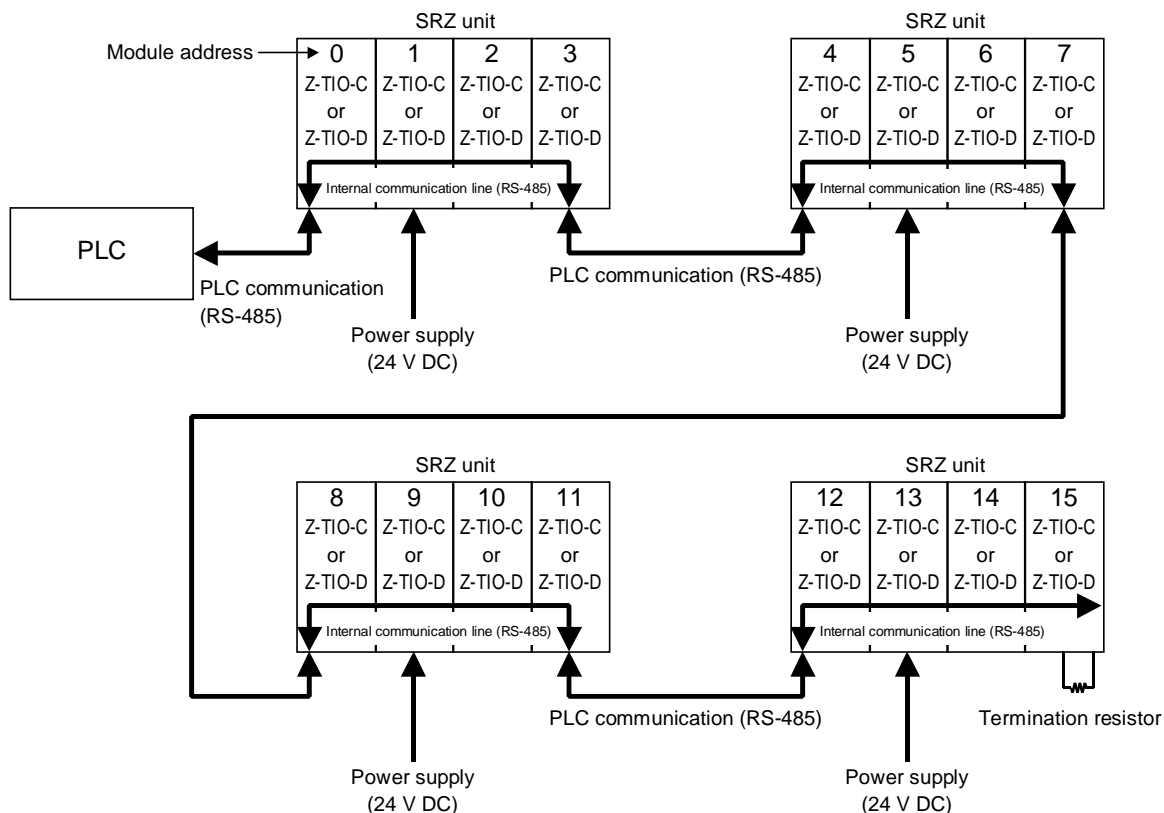 SRZ unit
SRZ unit
Module address
0 1 2 3
4 5 6 7
Z-TIO-C Z-TIO-C Z-TIO-C Z-TIO-C
Z-TIO-C Z-TIO-C Z-TIO-C Z-TIO-C
or or or or
or or or or
Z-TIO-D Z-TIO-D Z-TIO-D Z-TIO-D
Z-TIO-D Z-TIO-D Z-TIO-D Z-TIO-D
Internal communication line (RS-485)
Internal communication line (RS-485)
PLC
PLC communication
(RS-485)
PLC communication (RS-485)
Power supply
(24 V DC)
Power supply
(24 V DC)
SRZ unit
SRZ unit
8 9 10 11
12 13 14 15
Z-TIO-C Z-TIO-C Z-TIO-C Z-TIO-C
Z-TIO-C Z-TIO-C Z-TIO-C Z-TIO-C
or or or or
or or or or
Z-TIO-D Z-TIO-D Z-TIO-D Z-TIO-D
Z-TIO-D Z-TIO-D Z-TIO-D Z-TIO-D
Internal communication line (RS-485)
Internal communication line (RS-485)
PLC communication (RS-485)
Termination resistor
Power supply
(24 V DC)
Power supply
(24 V DC)